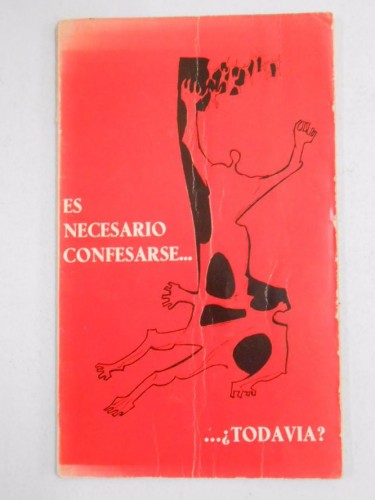 ES
NECESARIO
CONFESARSE...
...¿TODAVIA?